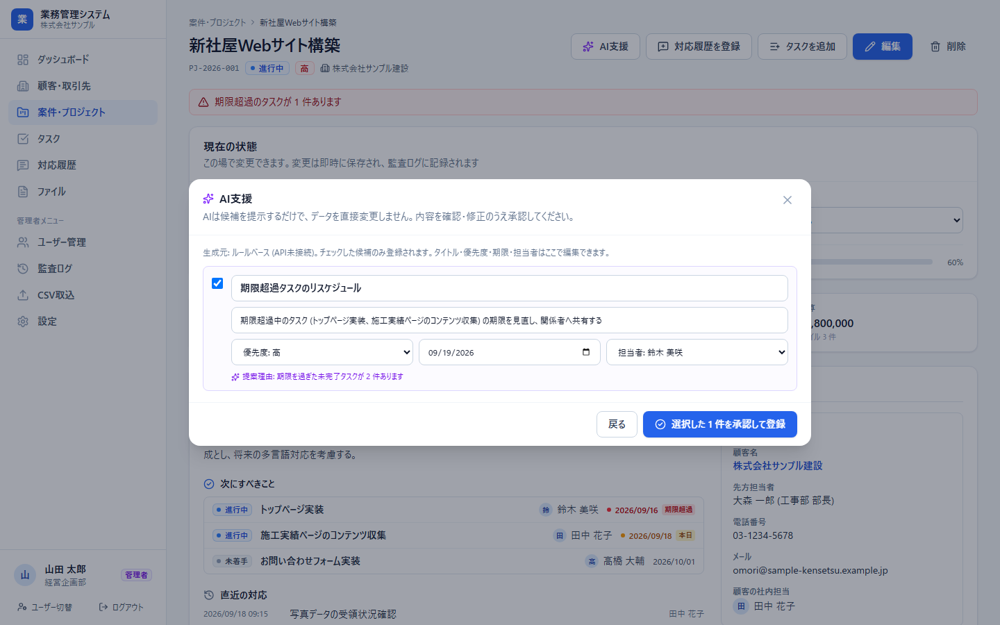 業
業務管理システム
株式会社サンプル
ダッシュボード
顧客・取引先
案件・プロジェクト
タスク
対応履歴
ファイル
管理者メニュー
ユーザー管理
監査ログ
CSV取込
設定
山
山田 太郎
経営企画部
管理者
ユーザー切替
ログアウト
案件・プロジェクト
新社屋Webサイト構築
新社屋Webサイト構築
PJ-2026-001
進行中
高
株式会社サンプル建設
AI支援
対応履歴を登録
タスクを追加
編集
削除
期限超過のタスクが 1 件あります
現在の状態
この場で変更できます。変更は即時に保存され、監査ログに記録されます
60%
,800,000
イル 3 件
AI支援
AIは候補を提示するだけで、データを直接変更しません。内容を確認・修正のうえ承認してください。
生成元: ルールベース (API未接続)。チェックした候補のみ登録されます。タイトル・優先度・期限・担当者はここで編集できます。
期限超過タスクのリスケジュール
期限超過中のタスク (トップページ実装、施工実績ページのコンテンツ収集) の期限を見直し、関係者へ共有する
優先度: 高
09/19/2026
担当者: 鈴木 美咲
提案理由: 期限を過ぎた未完了タスクが 2 件あります
戻る
選択した 1 件を承認して登録
成とし、将来の多言語対応を考慮する。
次にすべきこと
進行中 トップページ実装 鈴 鈴木 美咲 2026/09/16 期限超過
進行中 施工実績ページのコンテンツ収集 田 田中 花子 2026/09/18 本日
未着手 お問い合わせフォーム実装 高 高橋 大輔 2026/10/01
直近の対応
2026/09/18 09:15 写真データの受領状況確認 田中 花子
顧客名
株式会社サンプル建設
先方担当者
大森 一郎 (工事部 部長)
電話番号
03-1234-5678
メール
omori@sample-kensetsu.example.jp
顧客の社内担当
田 田中 花子